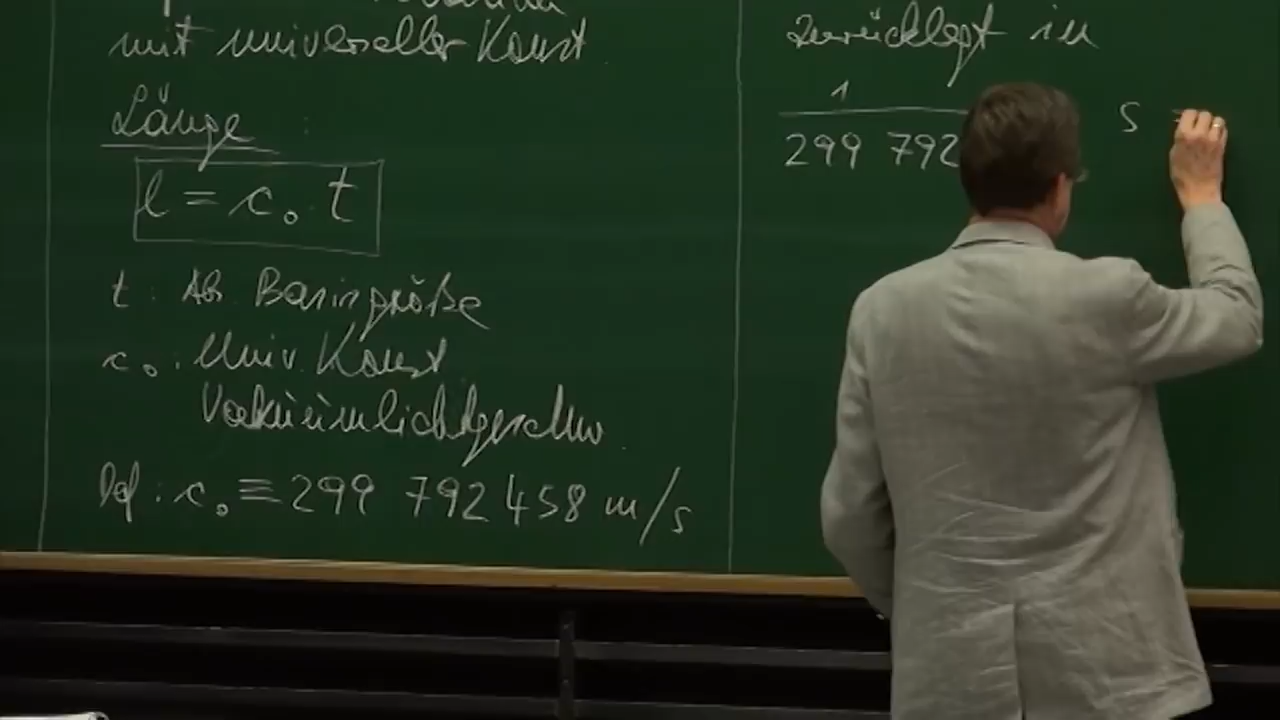 mit universeller Konst.
Länge :
l = c₀ · t
t : Basisgröße
c₀ : Univ. Konst
Vakuumlichtgeschw.
Def : c₀ ≡ 299 792 458 m/s
zurücklegt in
1
299 792 s =